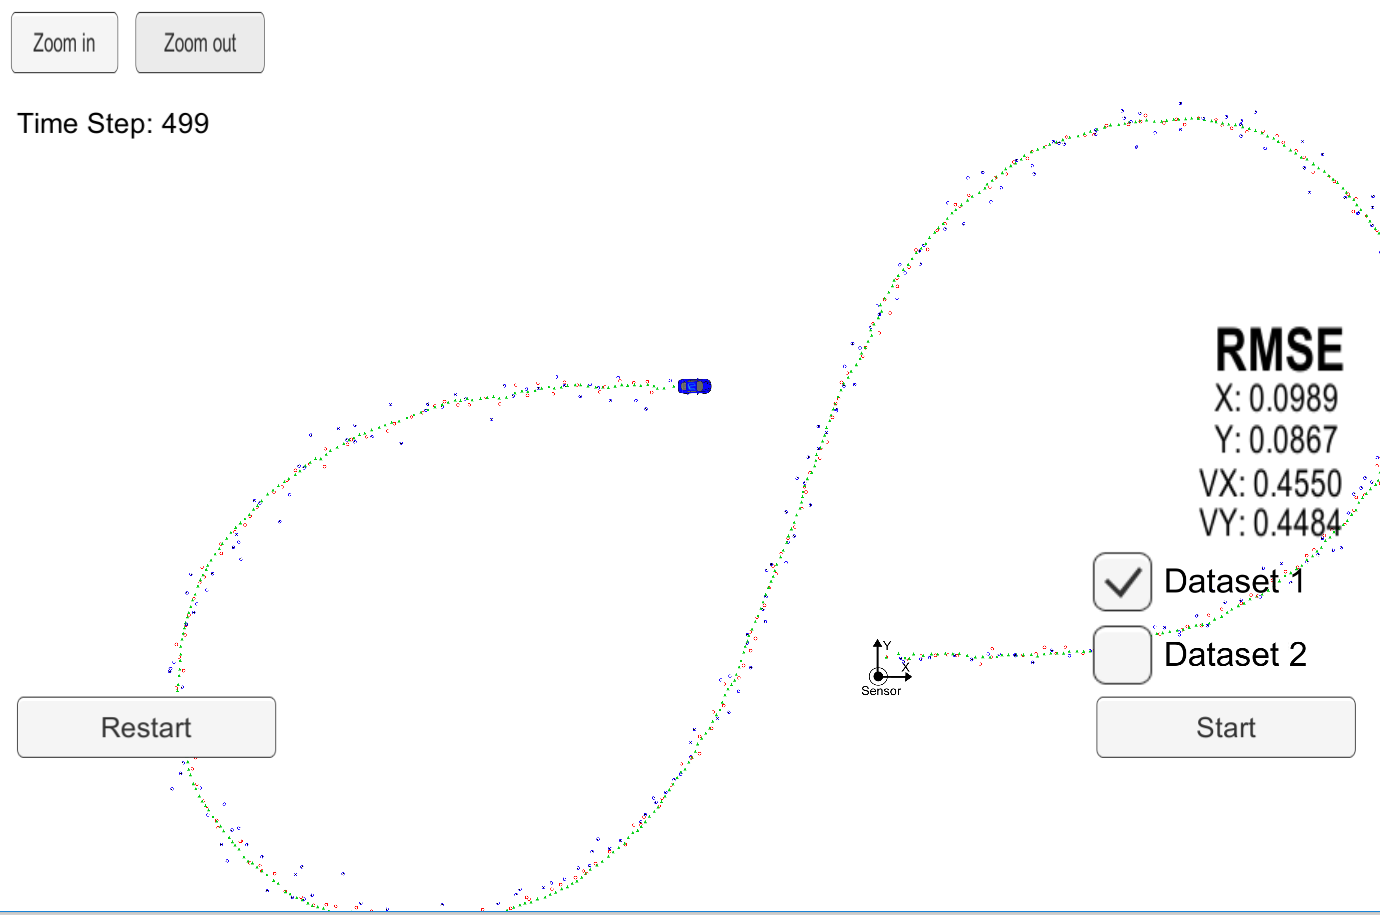 Zoom in
Zoom out
Time Step: 499
RMSE
X: 0.0989
Y: 0.0867
VX: 0.4550
VY: 0.4484
Dataset 1
Dataset 2
Y
X
Sensor
Restart
Start